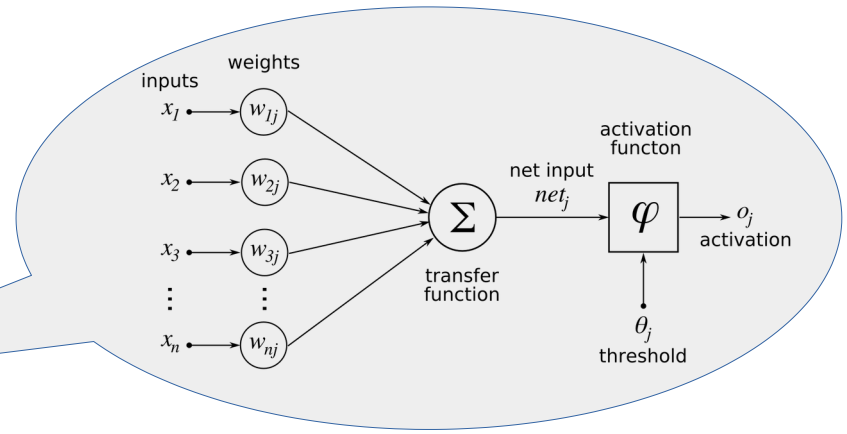 weights
inputs
x1 w1j
x2 w2j
x3 w3j
⋮ ⋮
xn wnj
Σ
transfer
function
net input
netj
activation
functon
φ
oj
activation
θj
threshold